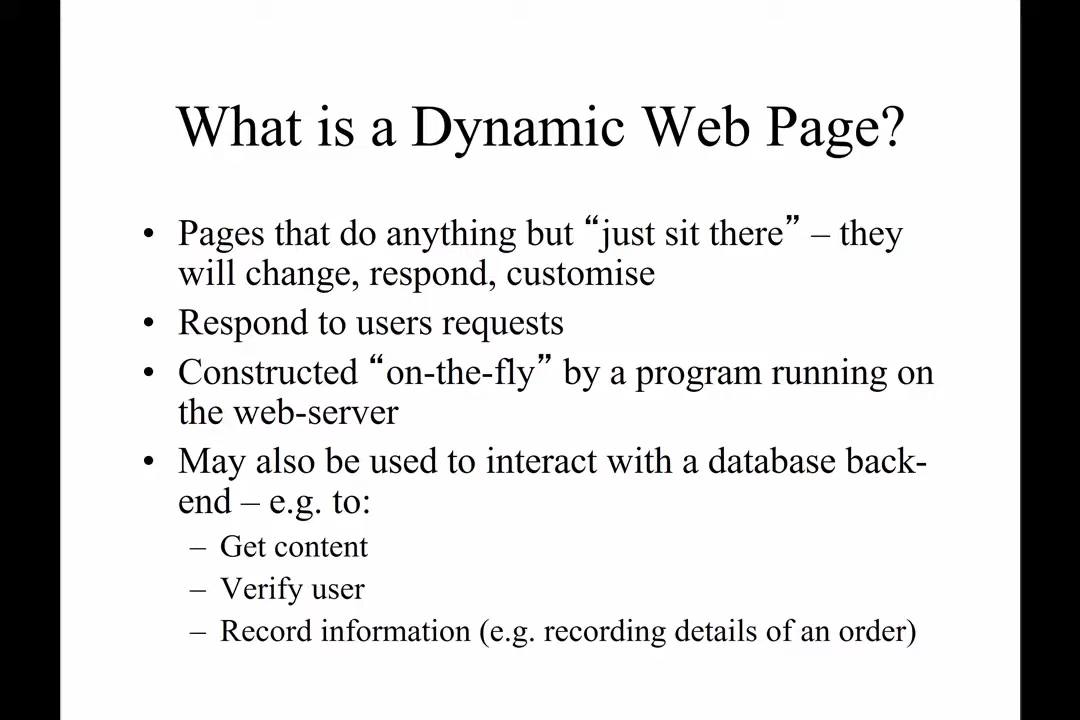 What is a Dynamic Web Page?
• Pages that do anything but “just sit there” – they
will change, respond, customise
• Respond to users requests
• Constructed “on-the-fly” by a program running on
the web-server
• May also be used to interact with a database back-
end – e.g. to:
– Get content
– Verify user
– Record information (e.g. recording details of an order)